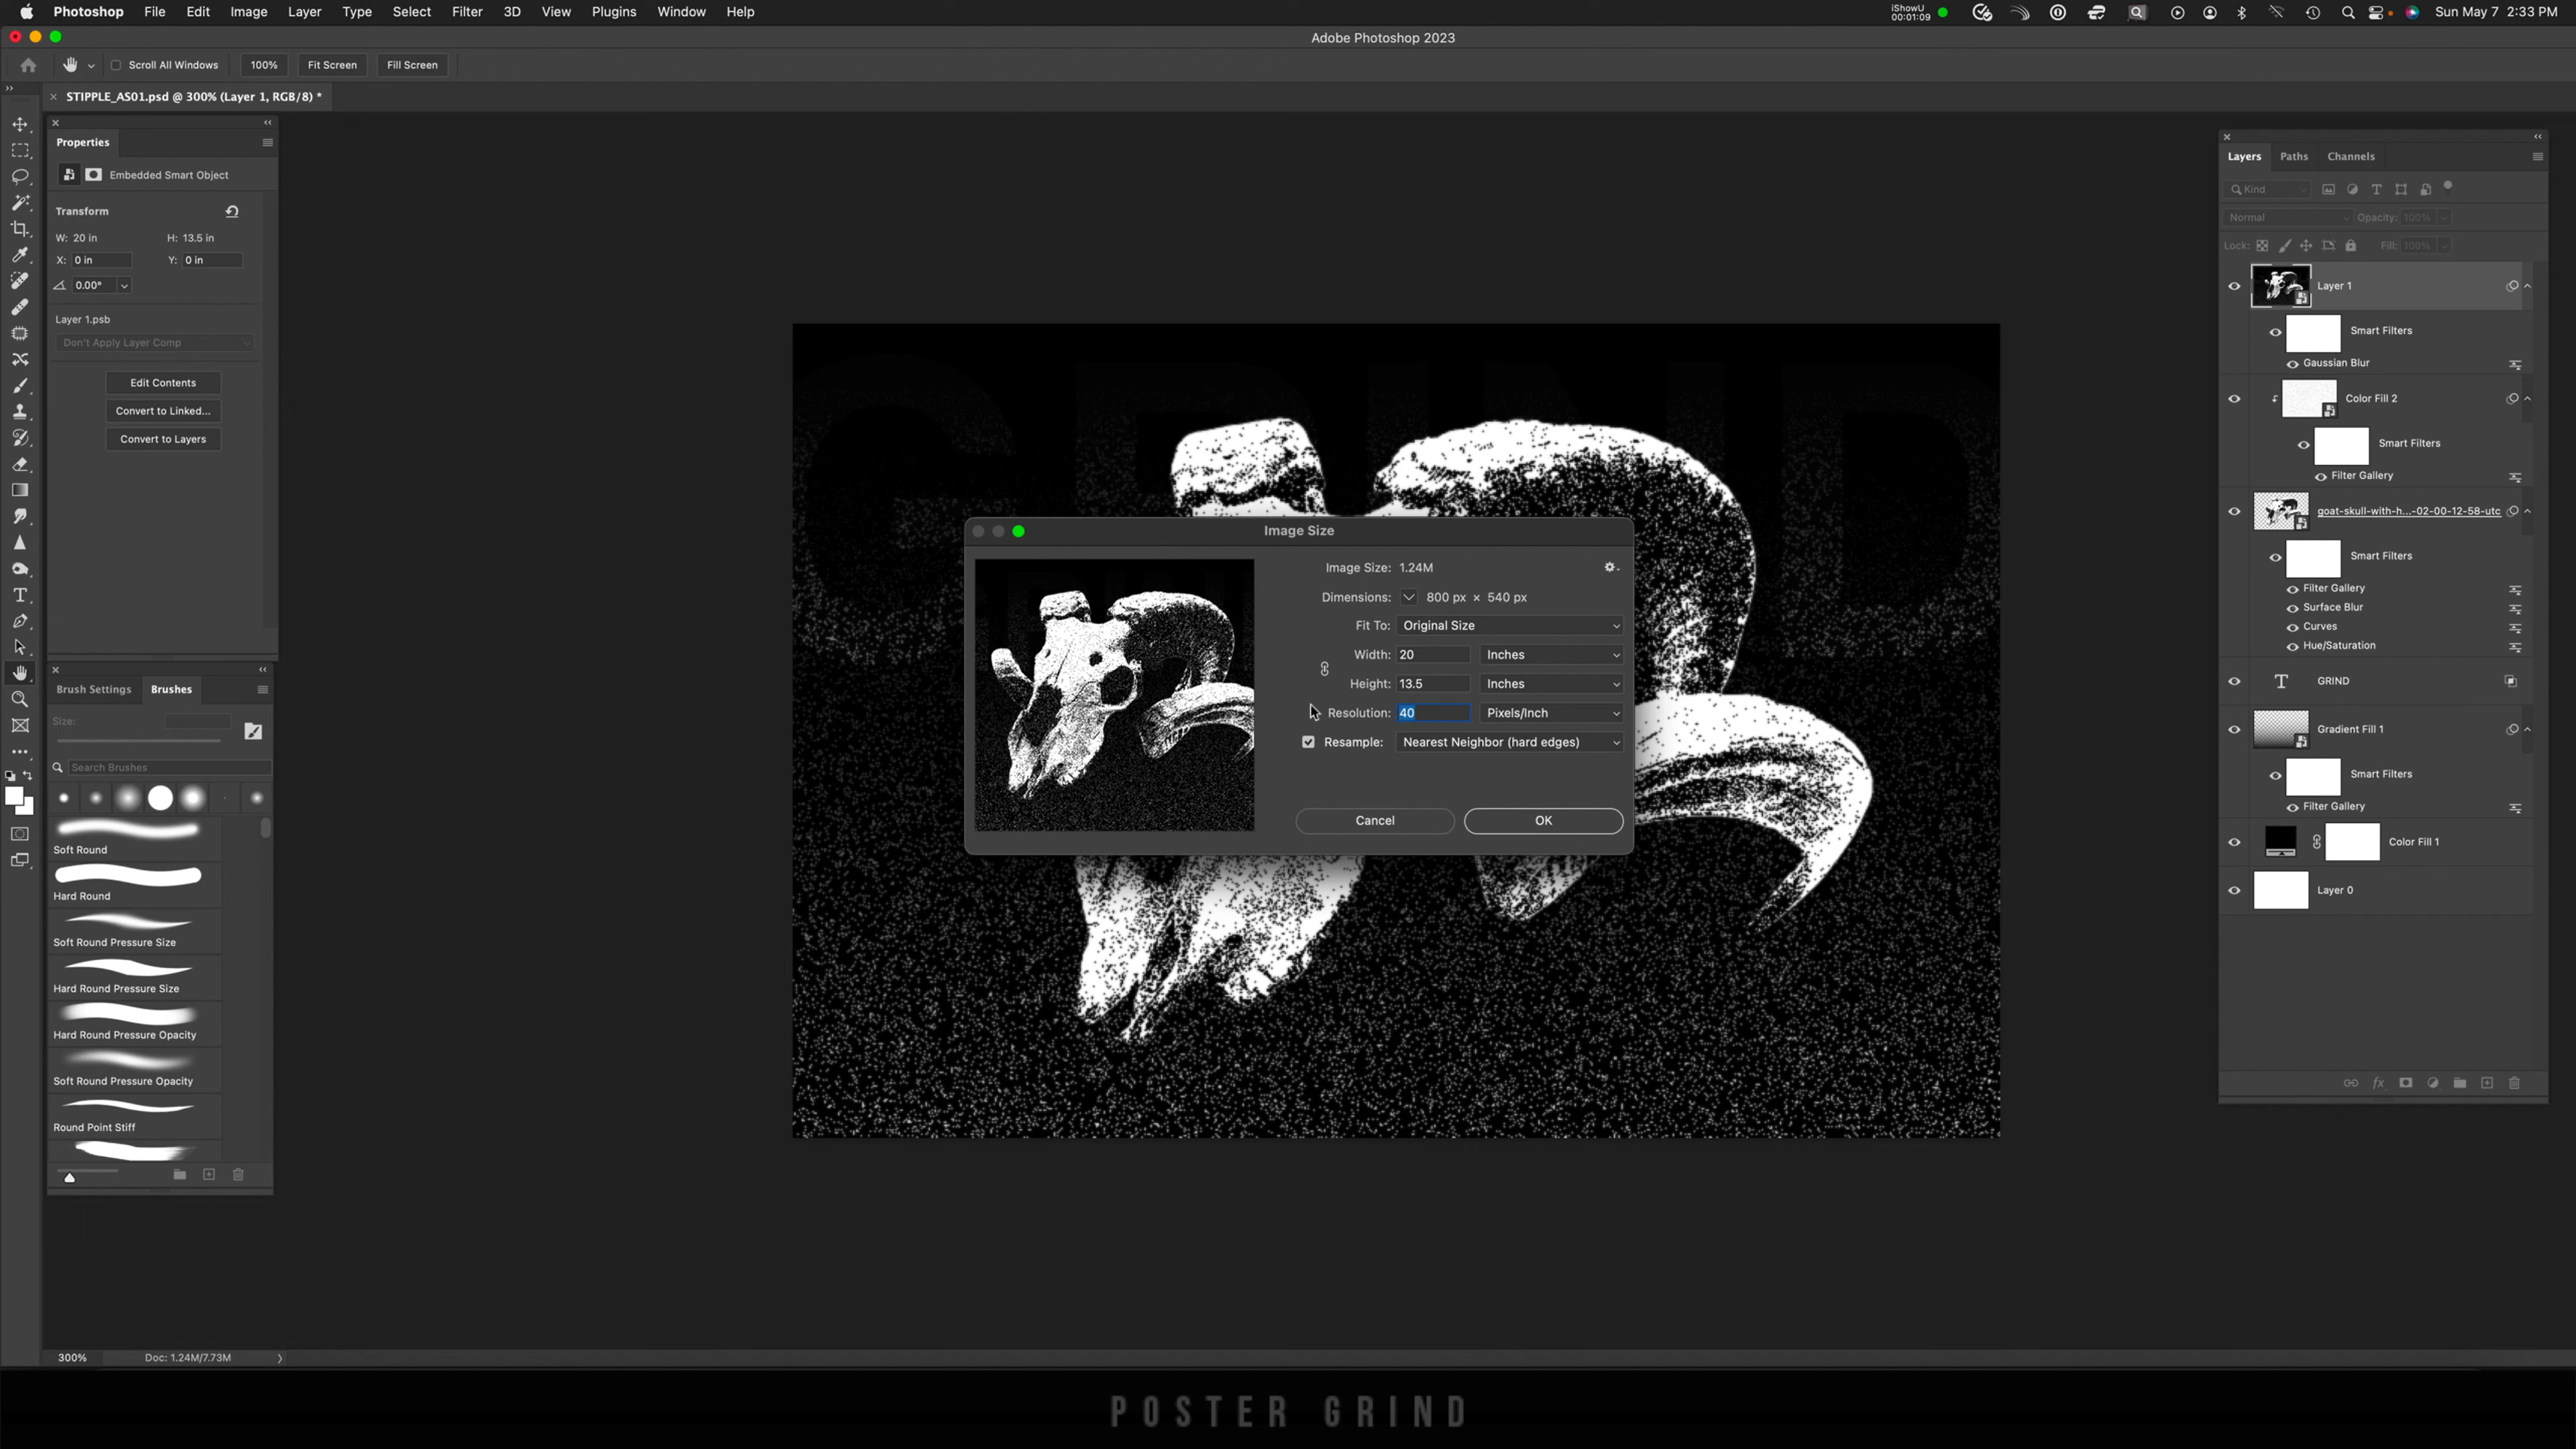 Photoshop File Edit Image Layer Type Select Filter 3D View Plugins Window Help
iShowU
00:01:09
Sun May 7 2:33 PM
Adobe Photoshop 2023
Scroll All Windows 100% Fit Screen Fill Screen
STIPPLE_AS01.psd @ 300% (Layer 1, RGB/8) *
Properties
Embedded Smart Object
Transform
W: 20 in H: 13.5 in
X: 0 in Y: 0 in
0.00°
Layer 1.psb
Don't Apply Layer Comp
Edit Contents
Convert to Linked...
Convert to Layers
Brush Settings Brushes
Size:
Search Brushes
Soft Round
Hard Round
Soft Round Pressure Size
Hard Round Pressure Size
Hard Round Pressure Opacity
Soft Round Pressure Opacity
Round Point Stiff
GRIND
Image Size
Image Size: 1.24M
Dimensions: 800 px × 540 px
Fit To: Original Size
Width: 20 Inches
Height: 13.5 Inches
Resolution: 40 Pixels/Inch
Resample: Nearest Neighbor (hard edges)
Cancel OK
Layers Paths Channels
Kind
Normal Opacity: 100%
Lock: Fill: 100%
Layer 1
Smart Filters
Gaussian Blur
Color Fill 2
Smart Filters
Filter Gallery
goat-skull-with-h...-02-00-12-58-utc
Smart Filters
Filter Gallery
Surface Blur
Curves
Hue/Saturation
T GRIND
Gradient Fill 1
Smart Filters
Filter Gallery
Color Fill 1
Layer 0
fx
300% Doc: 1.24M/7.73M
POSTER GRIND